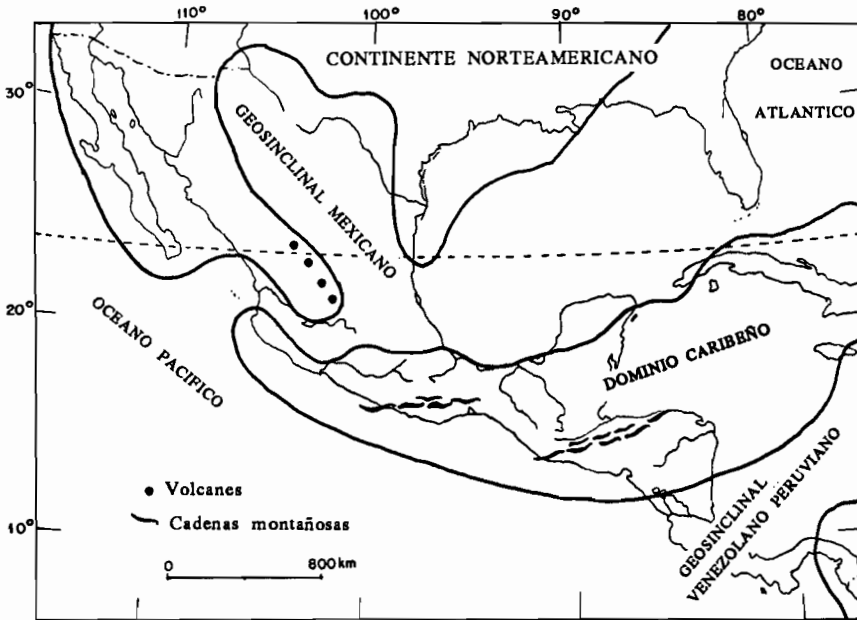 110°
100°
90°
80°
CONTINENTE NORTEAMERICANO
OCEANO
ATLANTICO
30°
GEOSINCLINAL MEXICANO
20°
OCEANO PACIFICO
DOMINIO CARIBEÑO
Volcanes
Cadenas montañosas
10°
0
800 km
GEOSINCLINAL
VENEZOLANO PERUVIANO